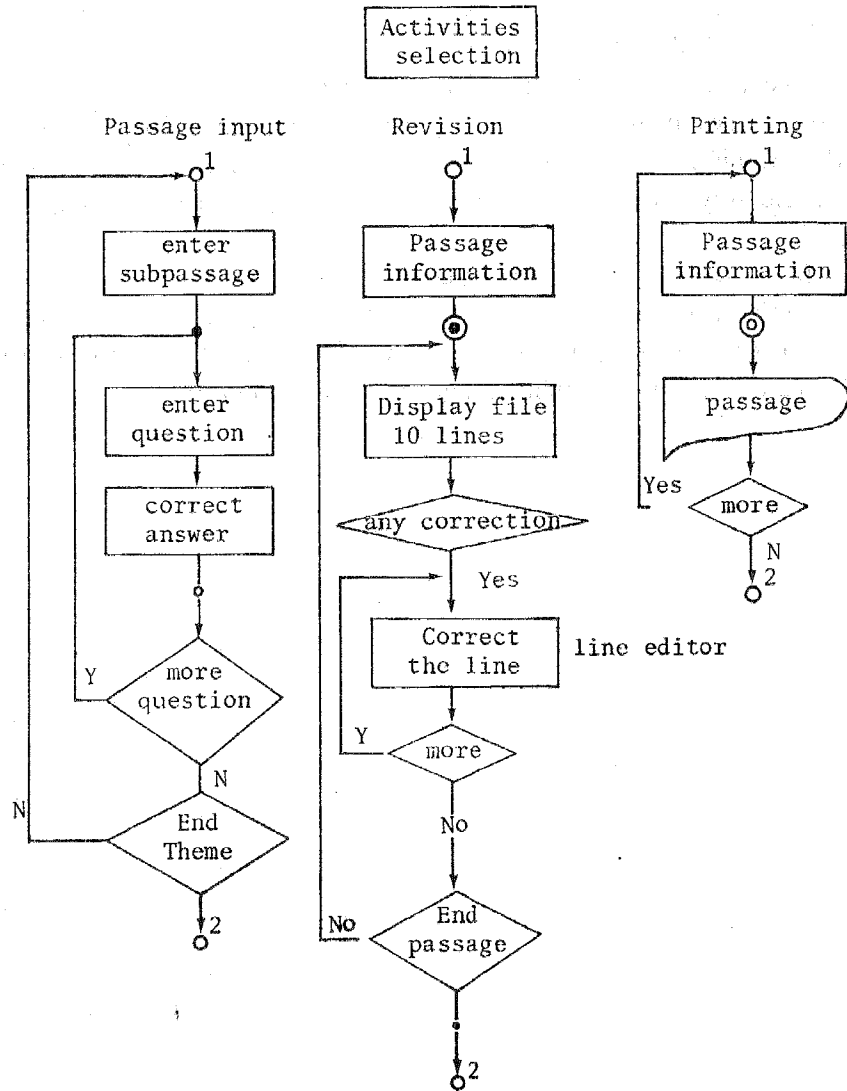 Activities
selection
Passage input
1
enter
subpassage
enter
question
correct
answer
more
question
Y
N
End
Theme
N
2
Revision
1
Passage
information
Display file
10 lines
any correction
Yes
Correct
the line
line editor
more
Y
No
End
passage
No
2
Printing
1
Passage
information
passage
more
Yes
N
2